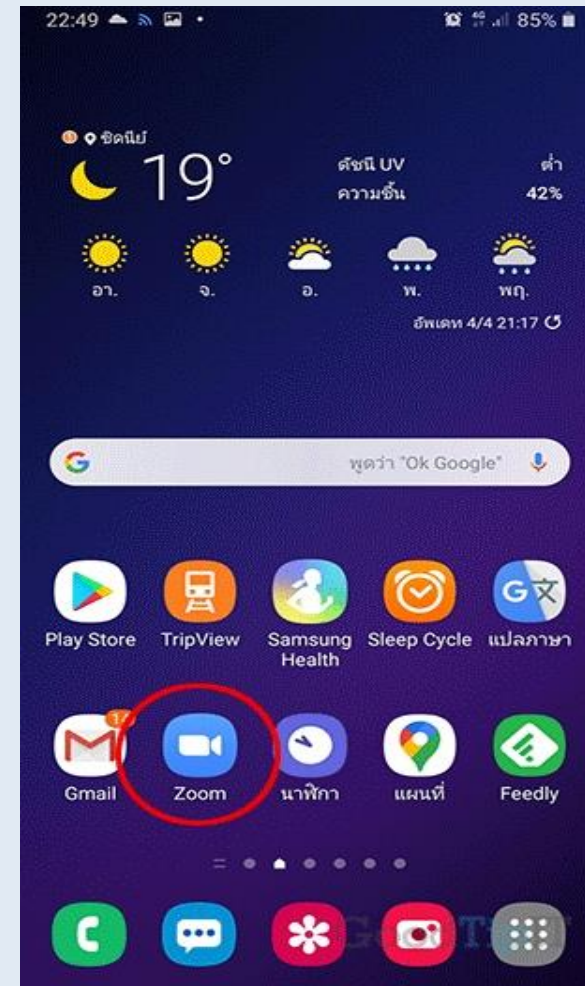 22:49 4G 85%
ซิดนีย์
19°
ดัชนี UV ต่ำ
ความชื้น 42%
อา. จ. อ. พ. พฤ.
อัพเดท 4/4 21:17
G พูดว่า "Ok Google"
Play Store TripView Samsung Health Sleep Cycle แปลภาษา
14
Gmail Zoom นาฬิกา แผนที่ Feedly